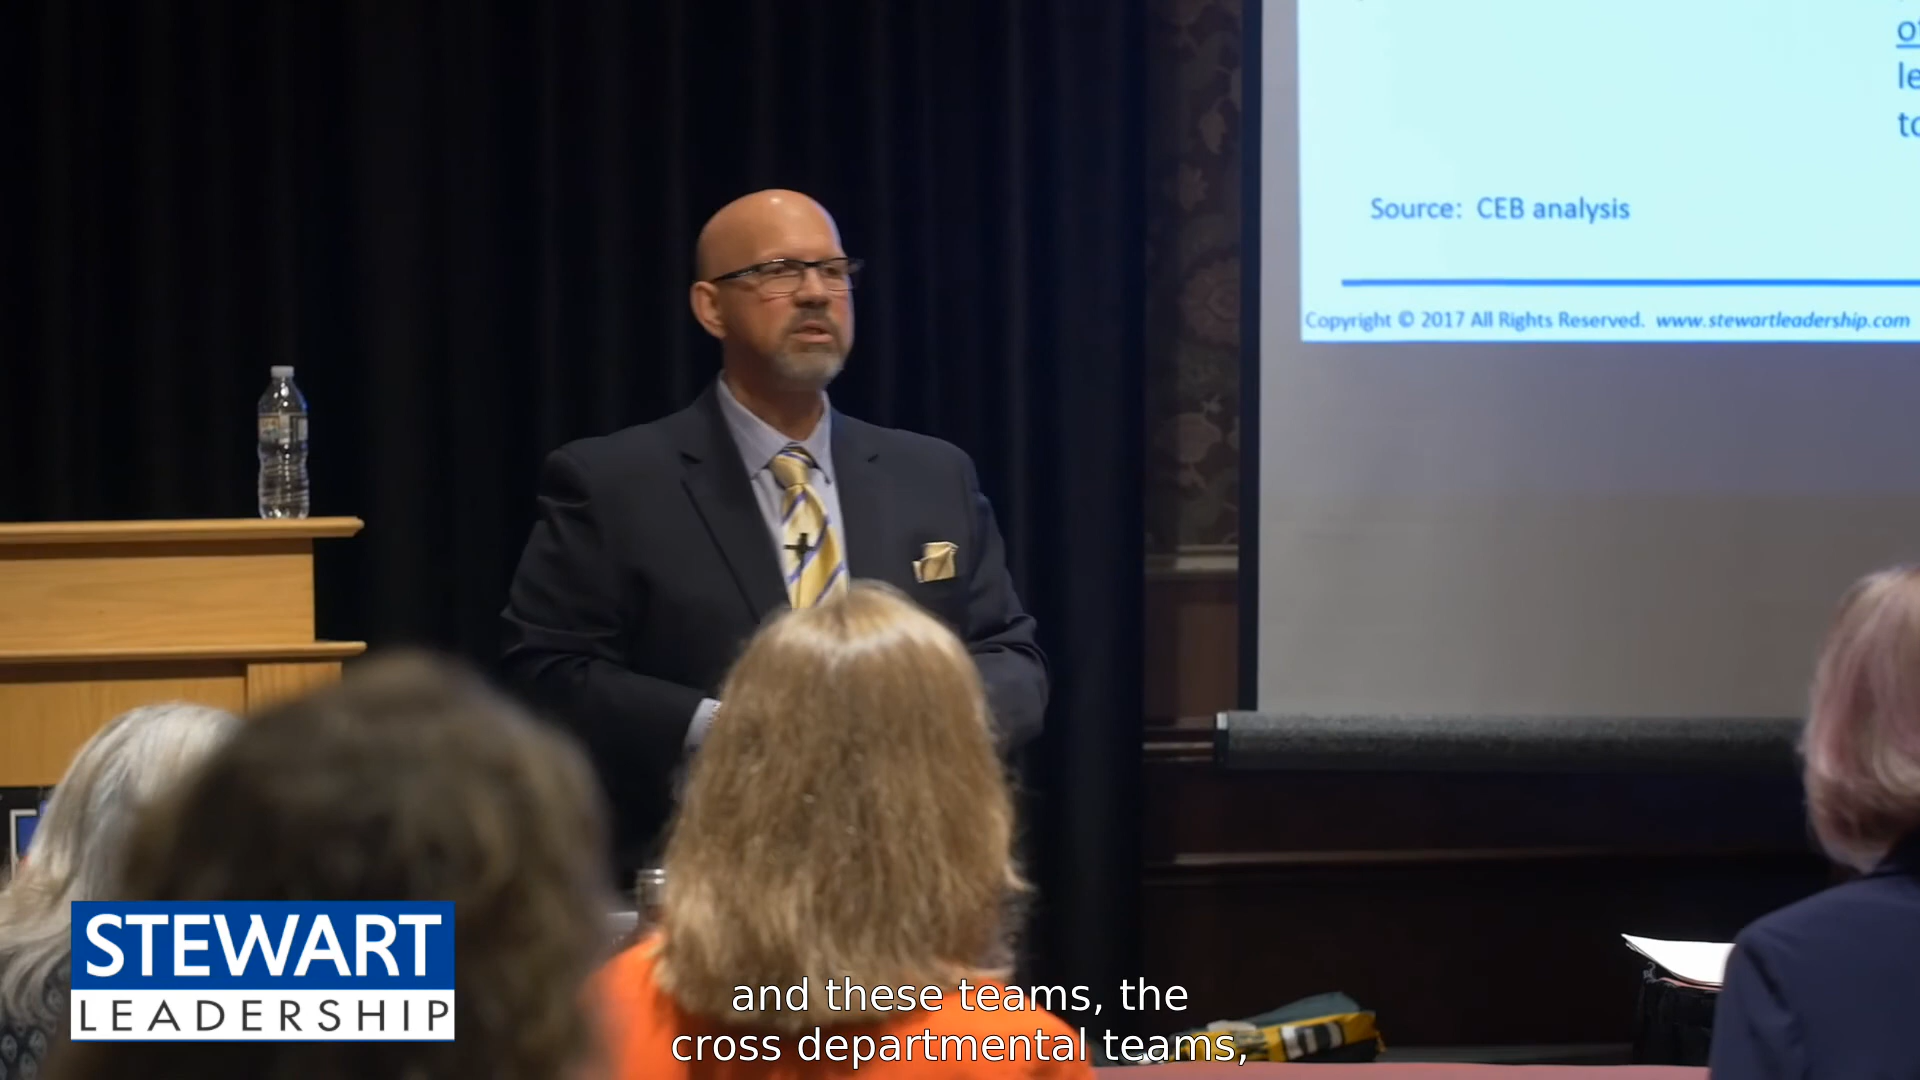 Source: CEB analysis
Copyright © 2017 All Rights Reserved. www.stewartleadership.com
STEWART
LEADERSHIP
and these teams, the
cross departmental teams,